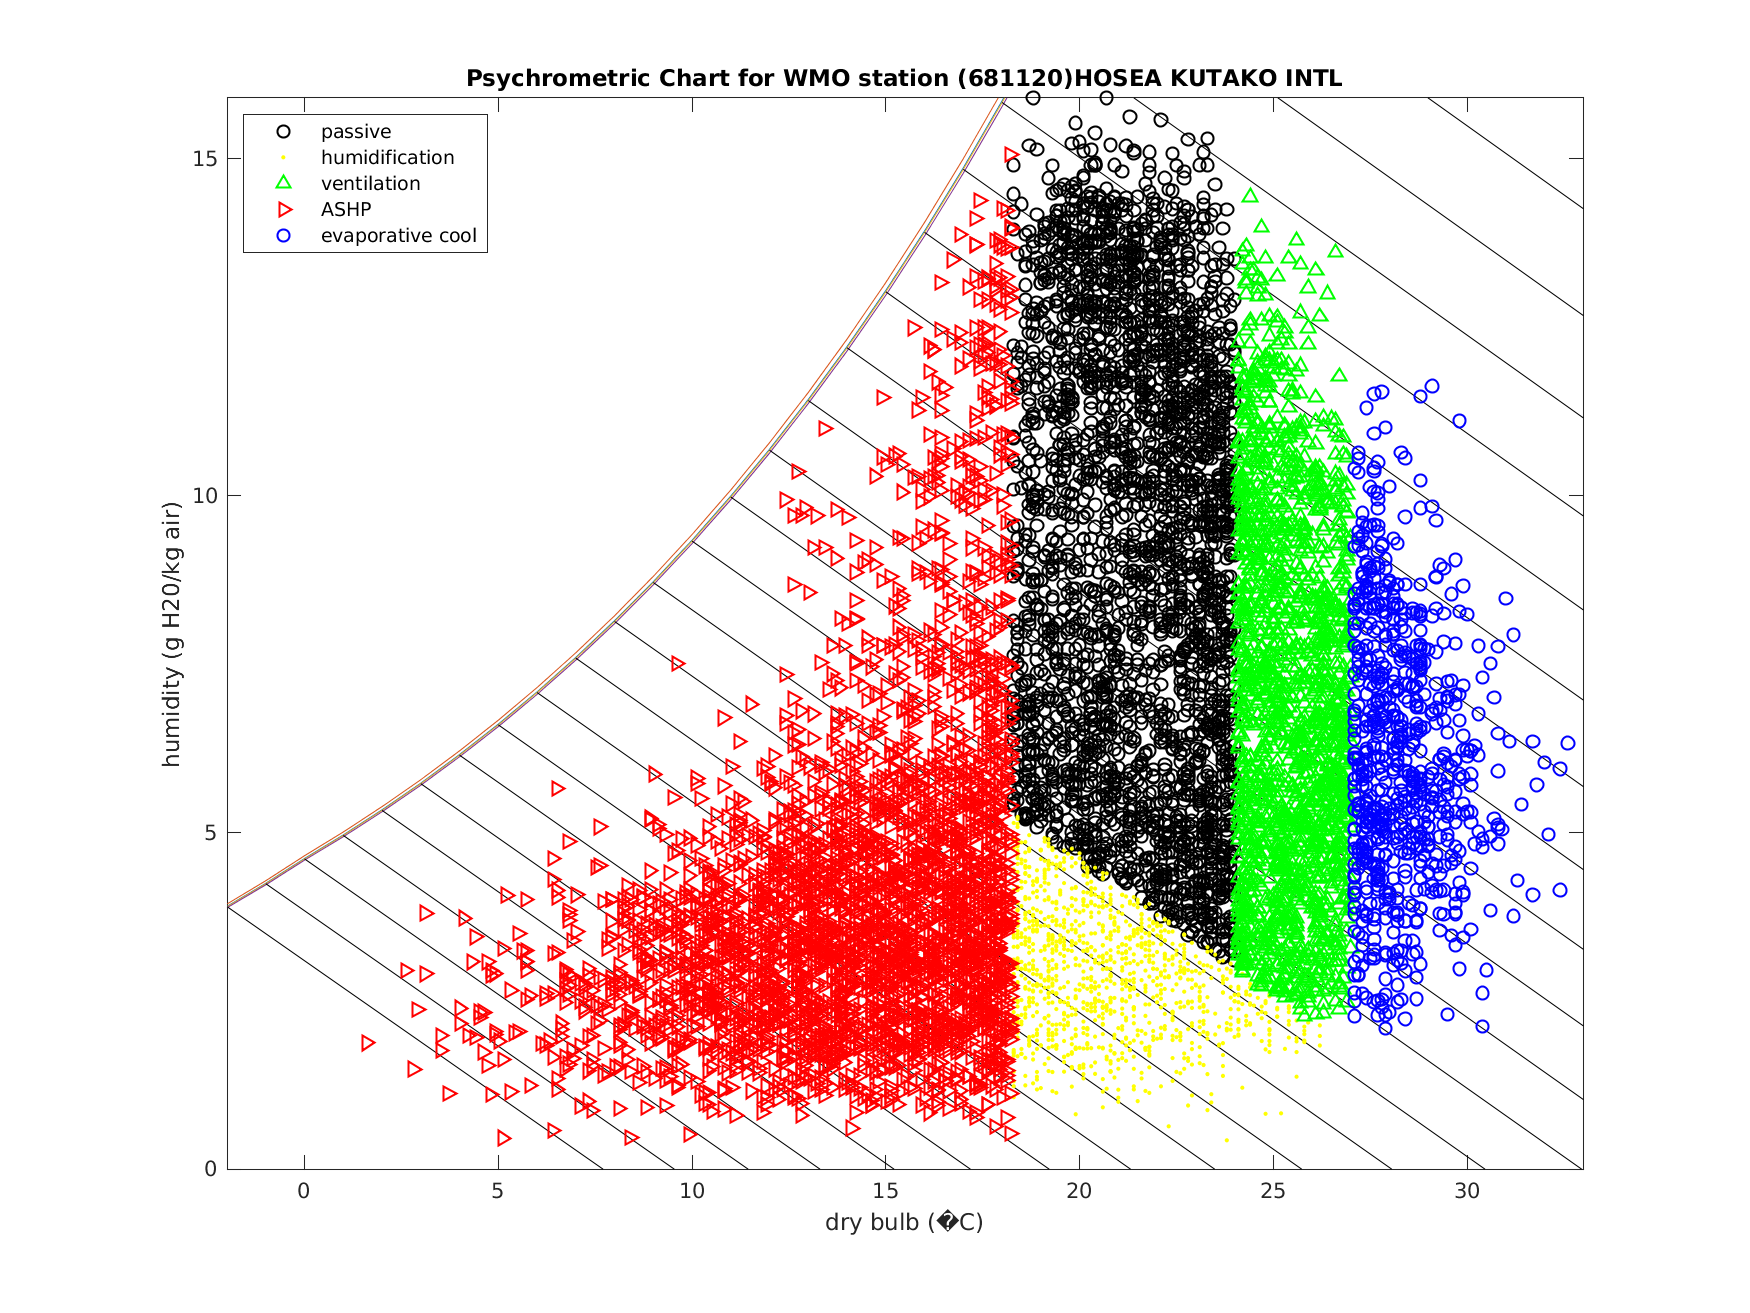 Psychrometric Chart for WMO station (681120)HOSEA KUTAKO INTL
passive
humidification
ventilation
ASHP
evaporative cool
15
10
5
0
humidity (g H20/kg air)
0 5 10 15 20 25 30
dry bulb (�C)